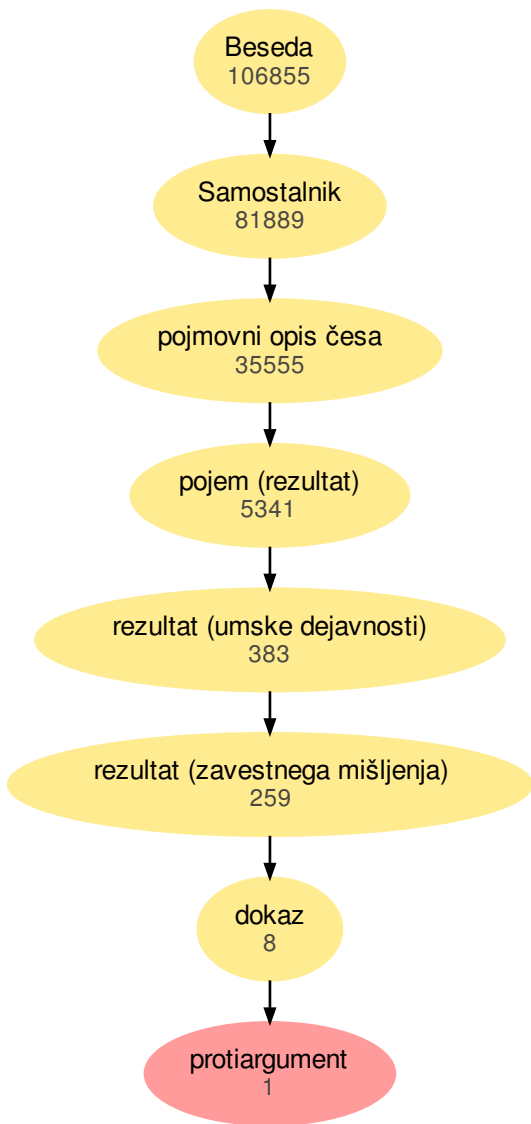 Beseda
106855
Samostalnik
81889
pojmovni opis česa
35555
pojem (rezultat)
5341
rezultat (umske dejavnosti)
383
rezultat (zavestnega mišljenja)
259
dokaz
8
protiargument
1